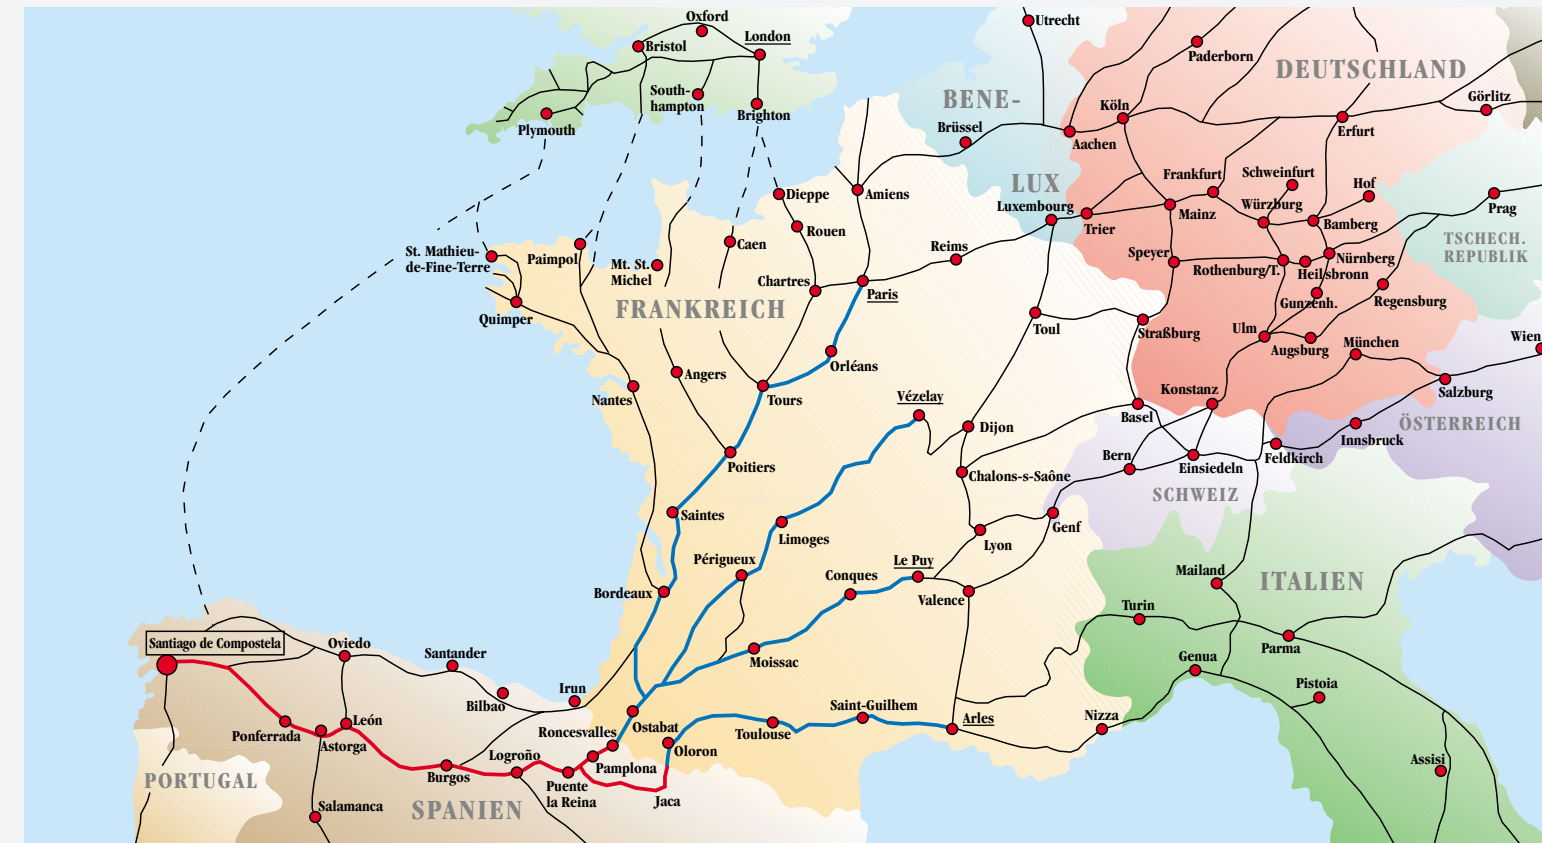 Oxford
Utrecht
London
Bristol
Paderborn
DEUTSCHLAND
South-
hampton
BENE-
Köln
Görlitz
Brighton
Plymouth
Brüssel
Aachen
Erfurt
LUX
Frankfurt
Schweinfurt
Hof
Dieppe
Amiens
Luxembourg
Mainz
Würzburg
Prag
Rouen
Trier
Bamberg
Caen
Reims
TSCHECH.
REPUBLIK
St. Mathieu-
de-Fine-Terre
Paimpol
Mt. St.
Michel
Speyer
Rothenburg/T.
Nürnberg
Heilsbronn
Chartres
Paris
Gunzenh.
Regensburg
FRANKREICH
Quimper
Toul
Straßburg
Ulm
Augsburg
München
Wien
Orléans
Angers
Nantes
Tours
Vézelay
Konstanz
Salzburg
Dijon
Basel
ÖSTERREICH
Innsbruck
Poitiers
Bern
Einsiedeln
Feldkirch
Chalons-s-Saône
SCHWEIZ
Saintes
Limoges
Genf
Lyon
Périgueux
Le Puy
Conques
Mailand
ITALIEN
Bordeaux
Valence
Turin
Santiago de Compostela
Oviedo
Santander
Moissac
Parma
Genua
Irun
Bilbao
Pistoia
León
Saint-Guilhem
Ponferrada
Astorga
Ostabat
Toulouse
Arles
Nizza
Roncesvalles
Oloron
Logroño
Pamplona
Assisi
PORTUGAL
Burgos
Puente
la Reina
Jaca
Salamanca
SPANIEN